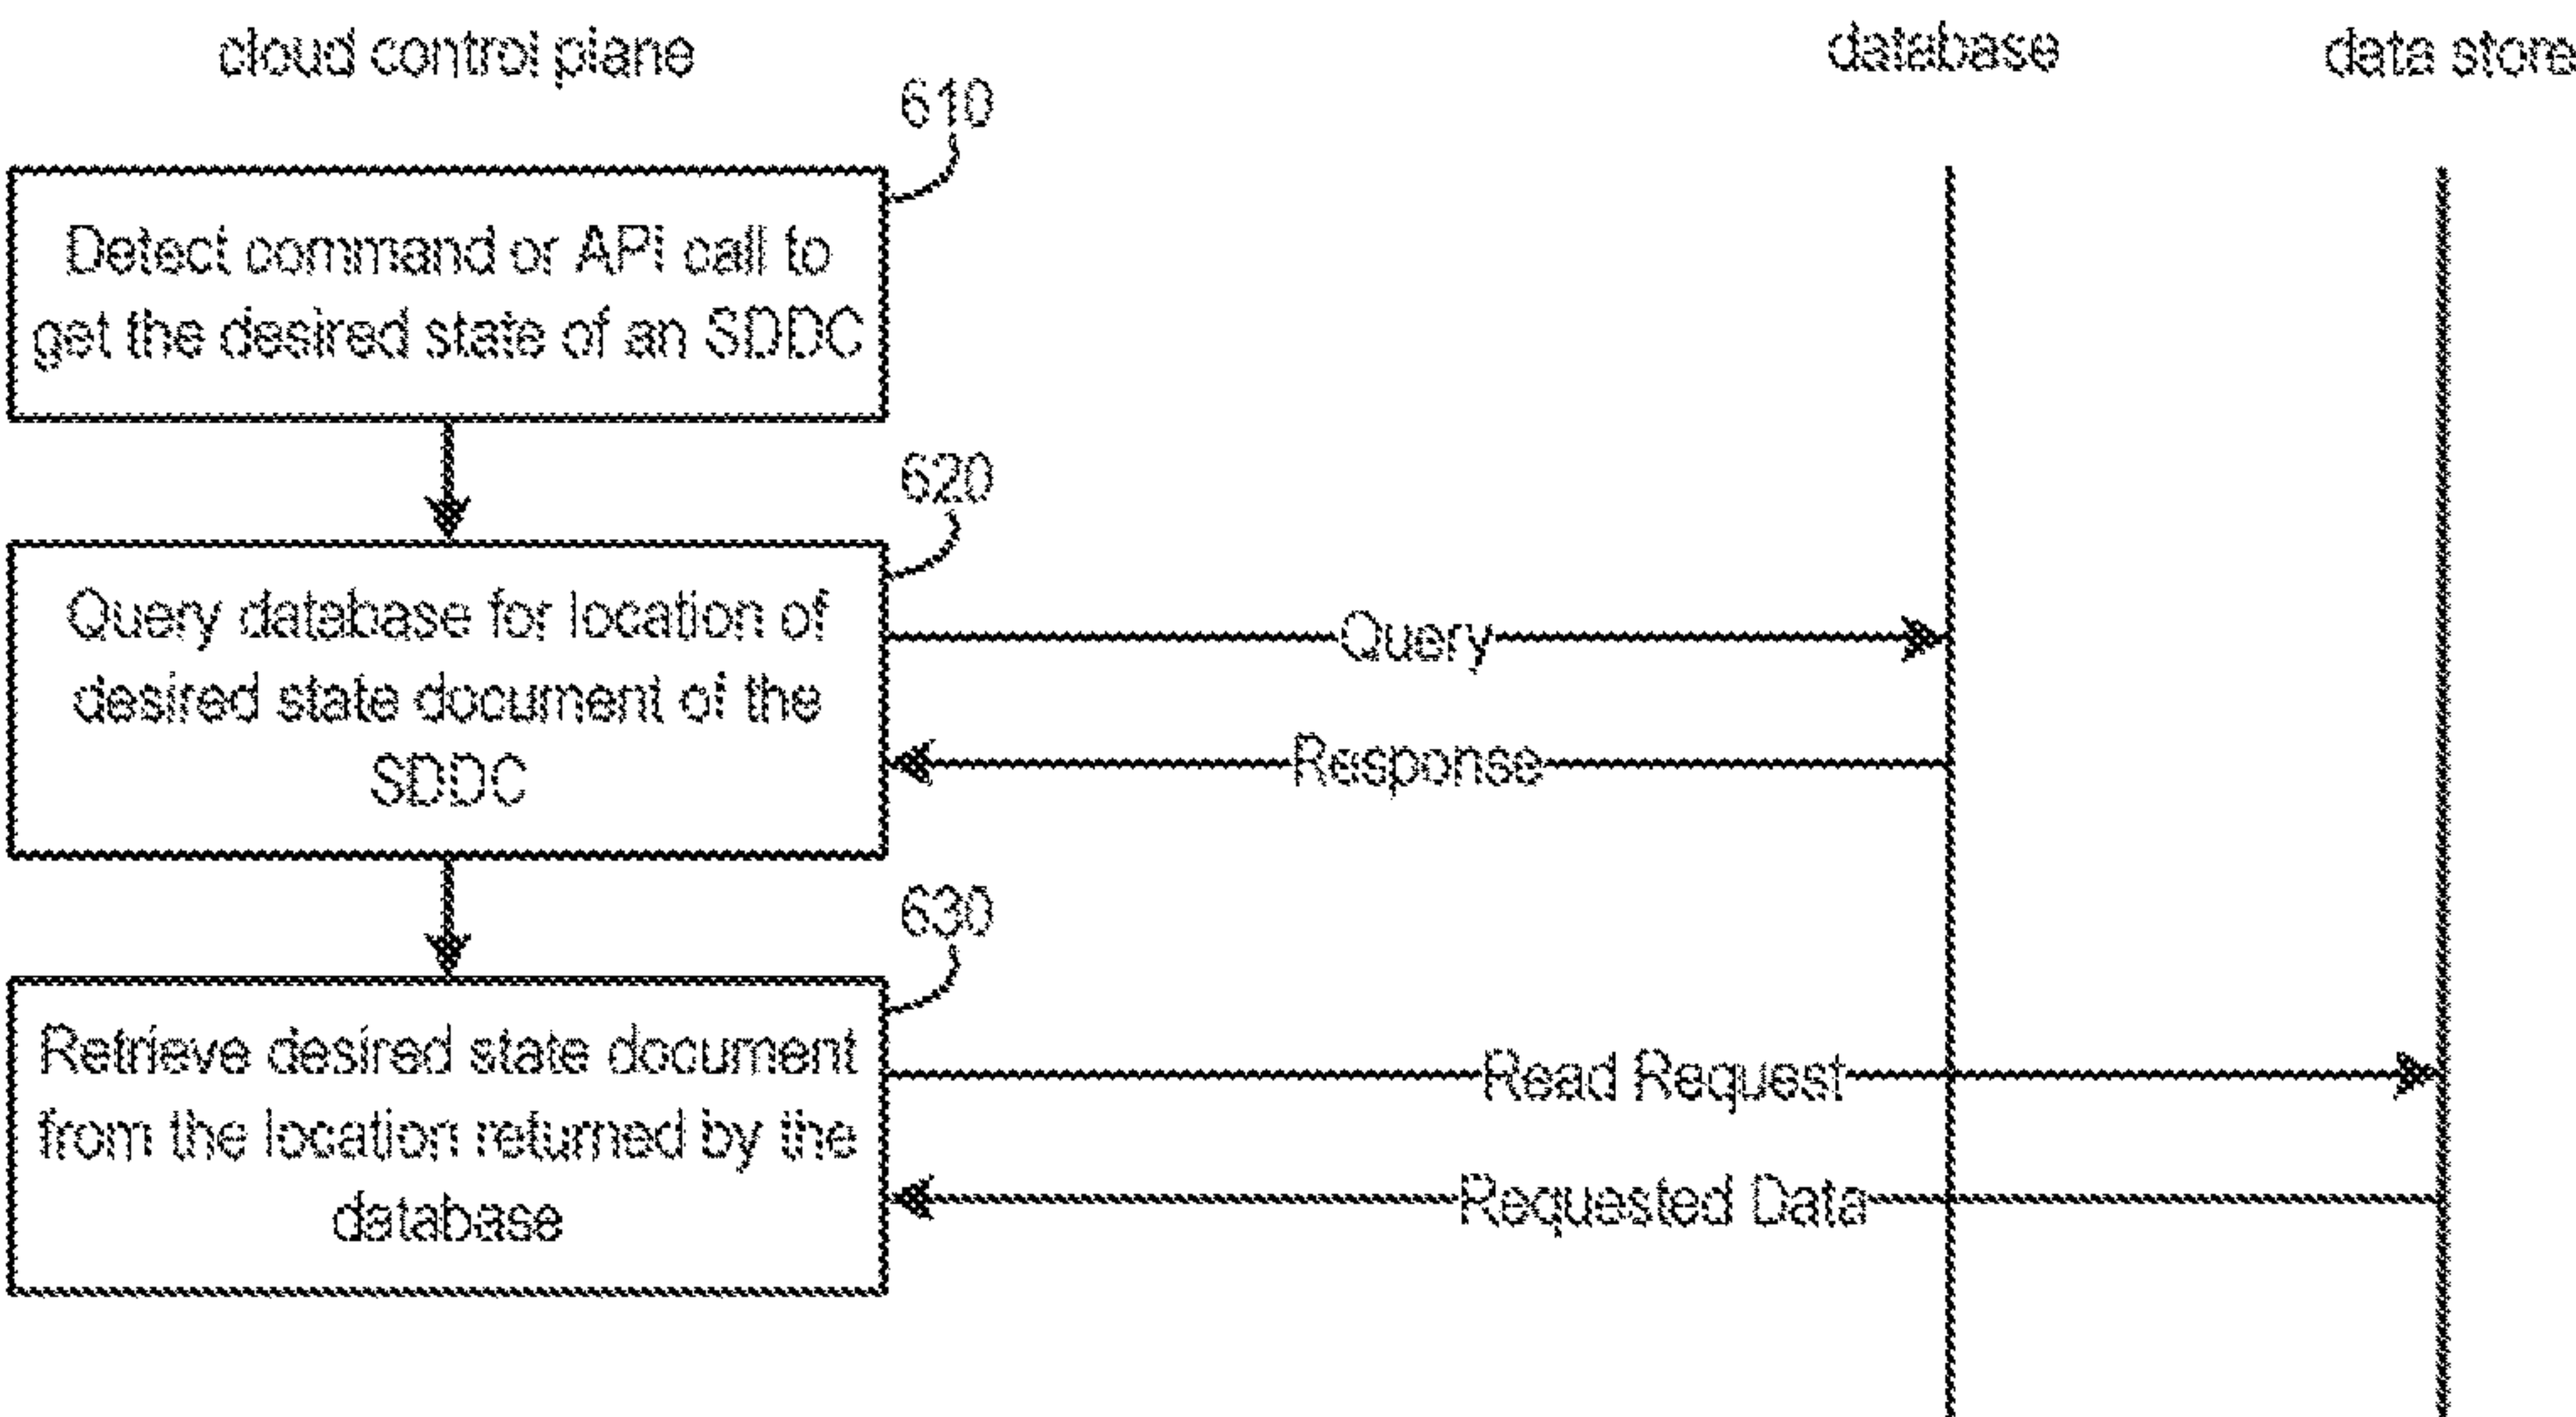 cloud control plane
database
data store
610
Detect command or API call to
get the desired state of an SDDC
620
Query database for location of
desired state document of the
SDDC
Query
Response
630
Retrieve desired state document
from the location returned by the
database
Read Request
Requested Data